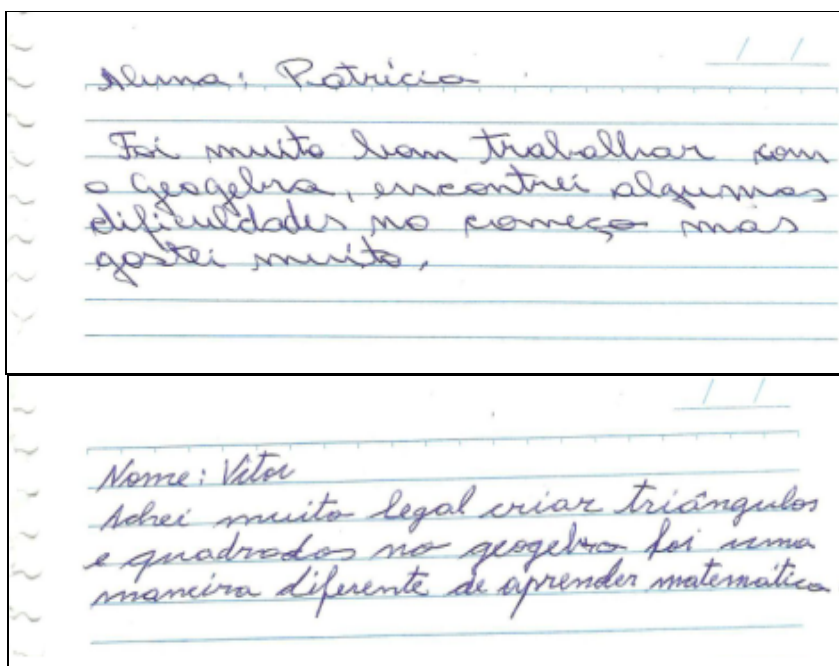 Aluna: Patrícia
Foi muito bom trabalhar com
o Geogebra, encontrei algumas
dificuldades no começo mas
gostei muito.
Nome: Vitor
Achei muito legal criar triângulos
e quadrados no geogebra foi uma
maneira diferente de aprender matemática